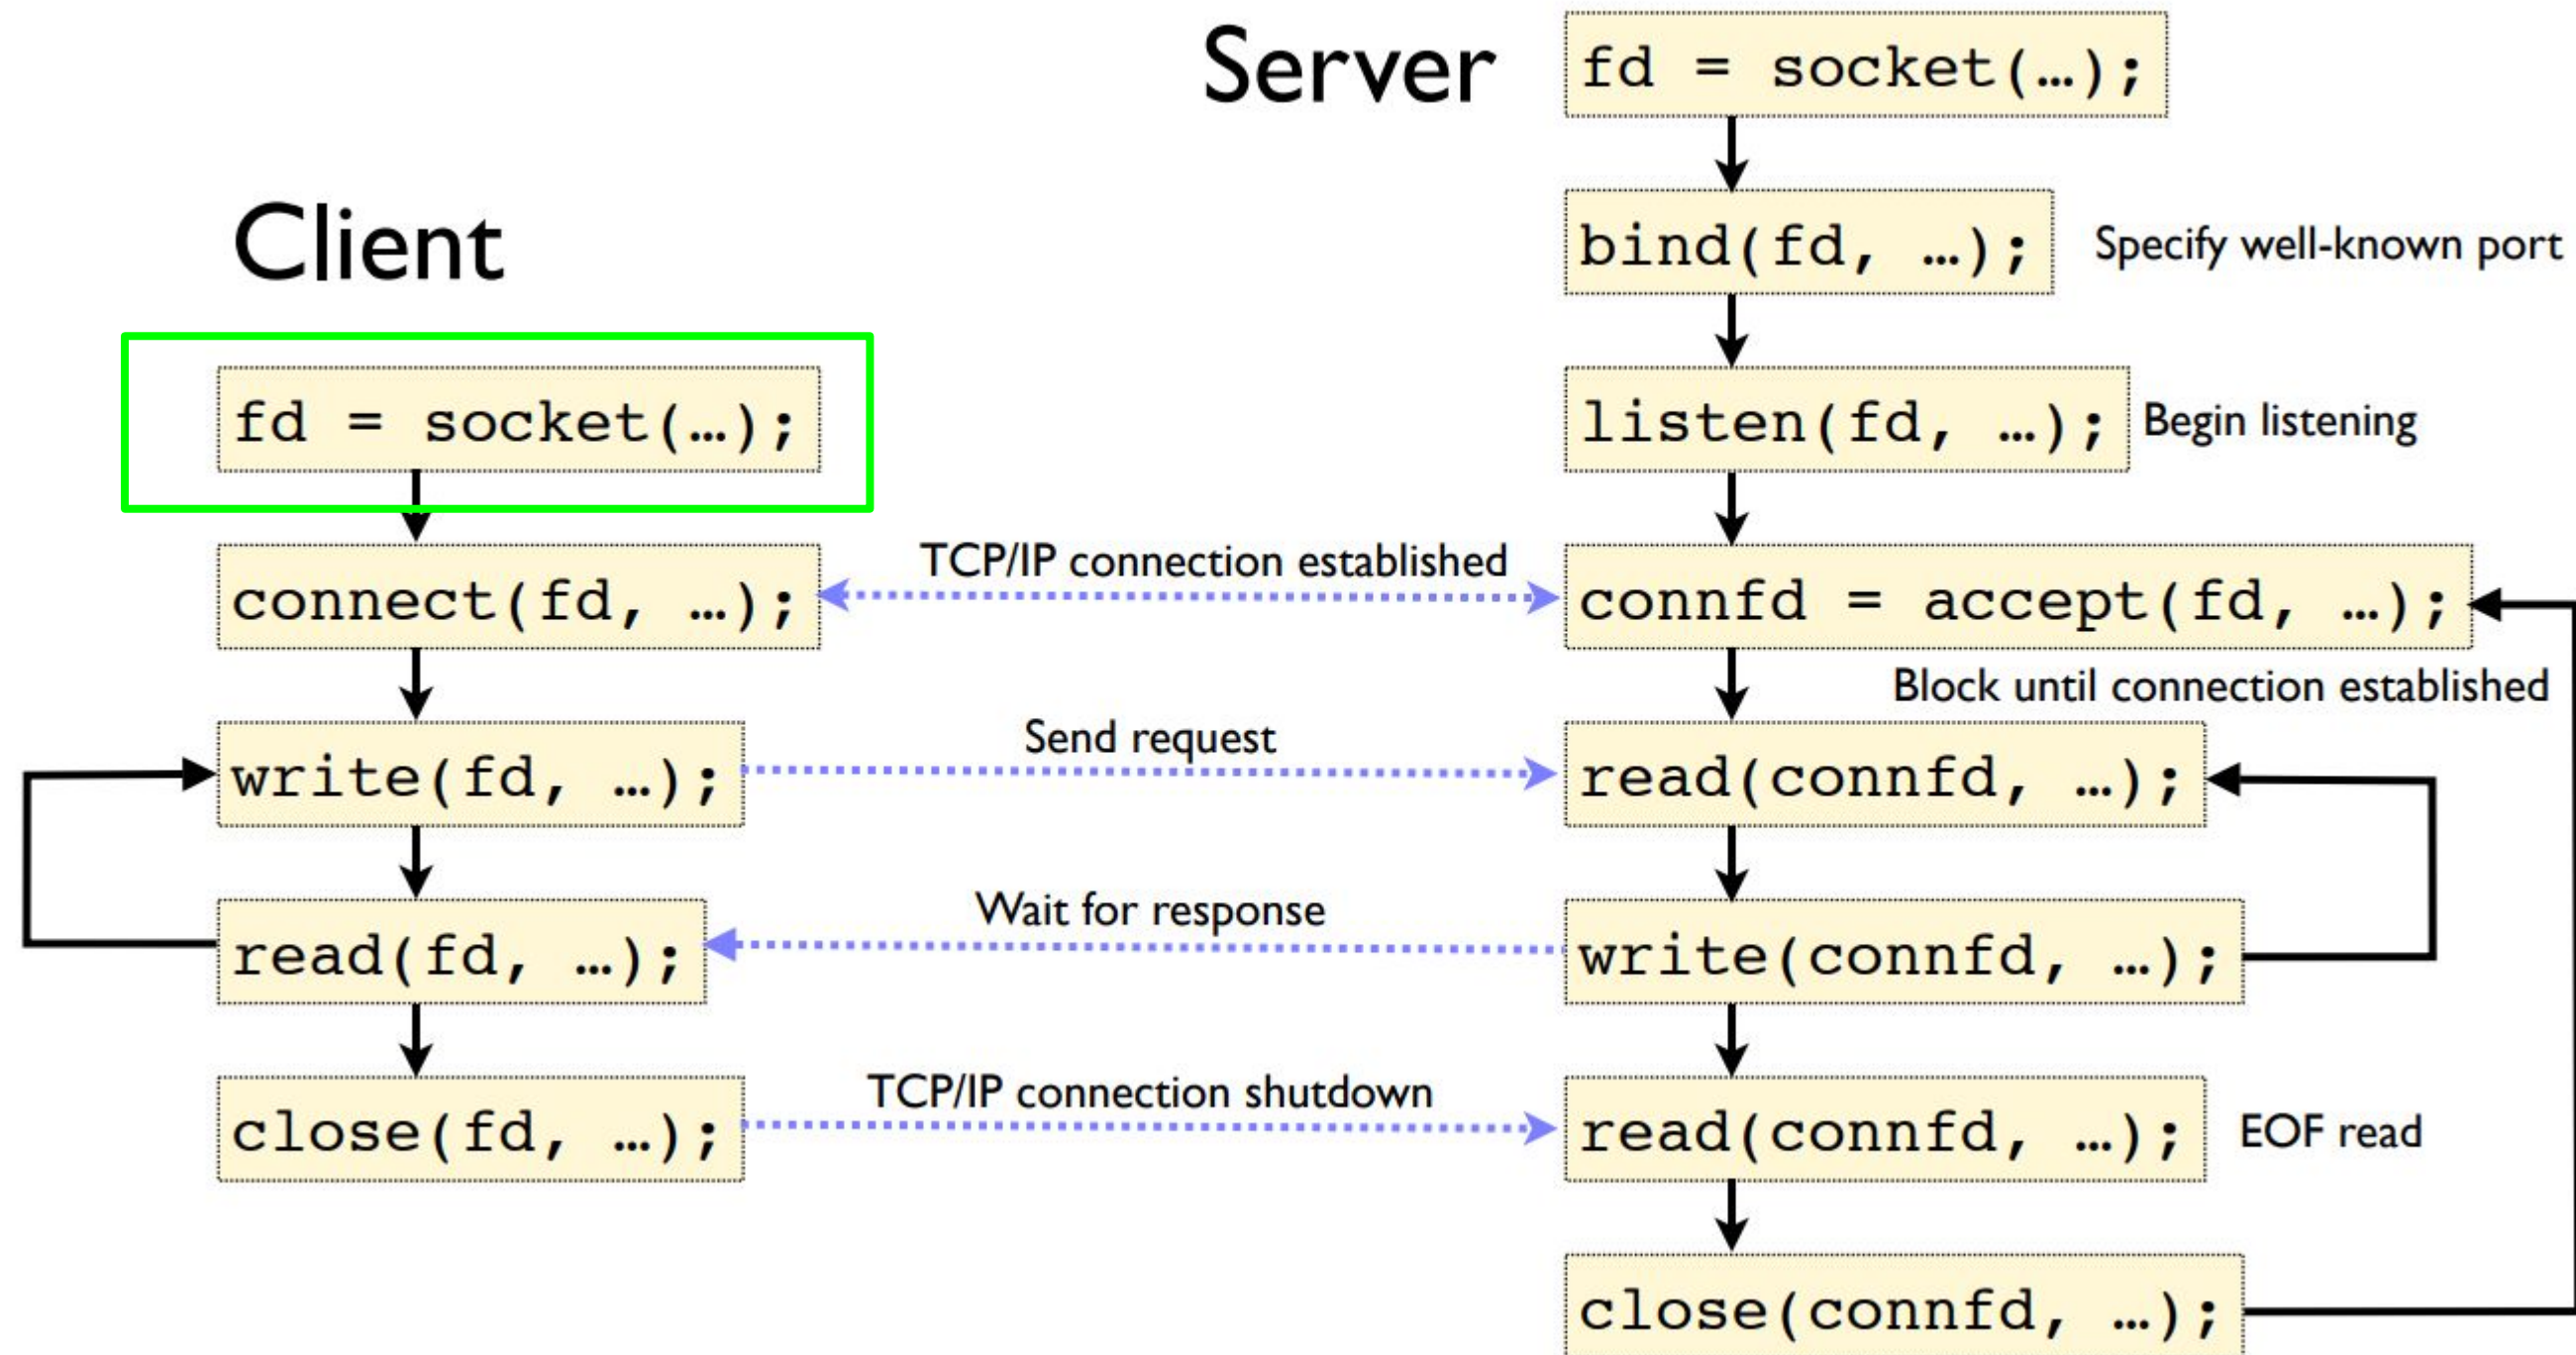 Client
fd = socket(…);
connect(fd, …);
write(fd, …);
read(fd, …);
close(fd, …);
TCP/IP connection established
Send request
Wait for response
TCP/IP connection shutdown
Server
fd = socket(…);
bind(fd, …);
Specify well-known port
listen(fd, …);
Begin listening
connfd = accept(fd, …);
Block until connection established
read(connfd, …);
write(connfd, …);
read(connfd, …);
EOF read
close(connfd, …);